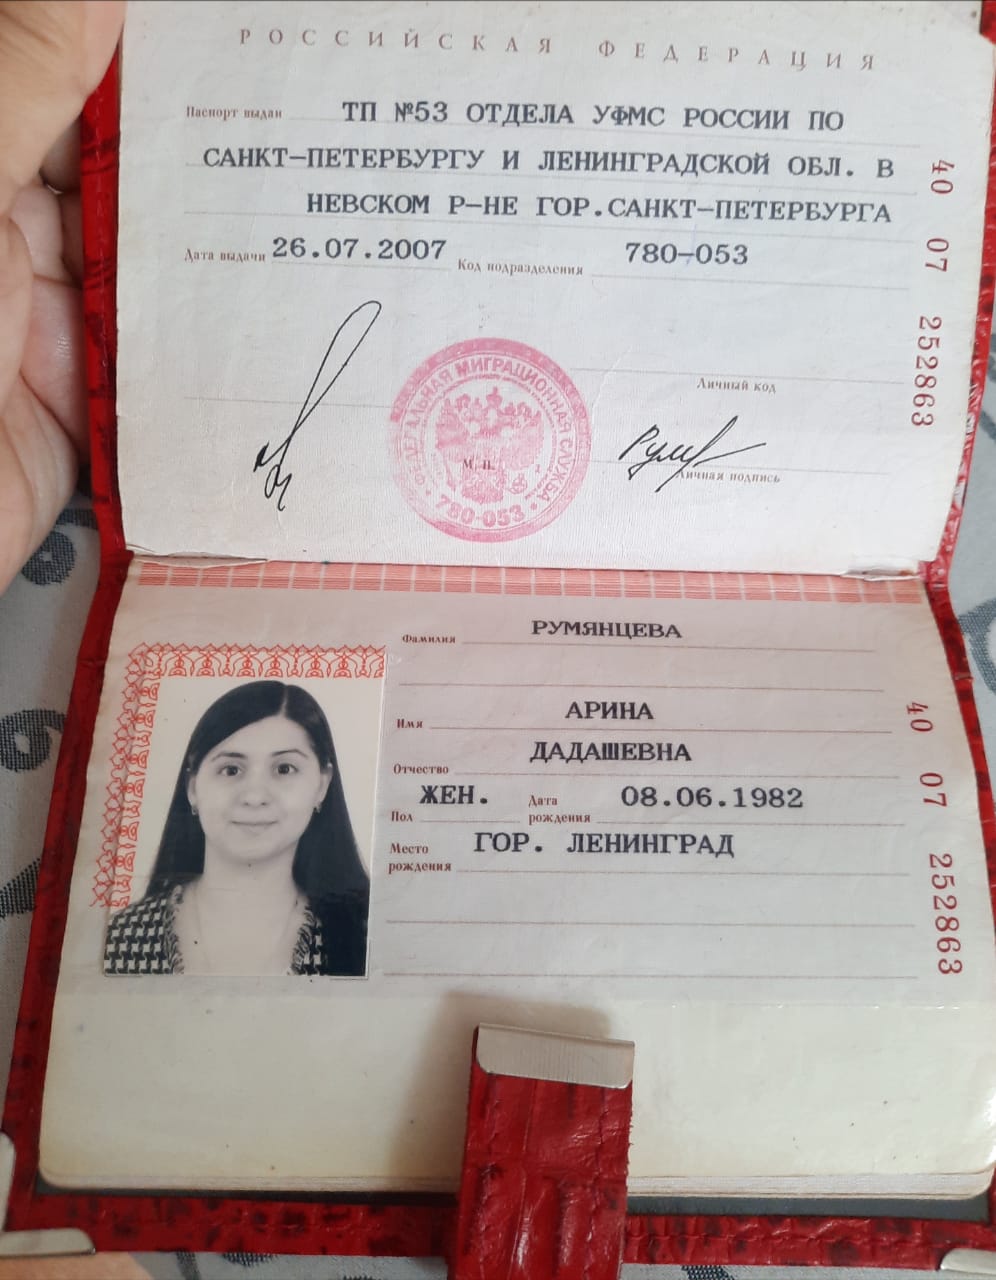 РОССИЙСКАЯ ФЕДЕРАЦИЯ
Паспорт выдан ТП №53 ОТДЕЛА УФМС РОССИИ ПО
САНКТ-ПЕТЕРБУРГУ И ЛЕНИНГРАДСКОЙ ОБЛ. В
НЕВСКОМ Р-НЕ ГОР.САНКТ-ПЕТЕРБУРГА
Дата выдачи 26.07.2007 Код подразделения 780-053
40 07 252863
Личный код
ФЕДЕРАЛЬНАЯ МИГРАЦИОННАЯ СЛУЖБА
М.П.
780-053
Личная подпись
Фамилия РУМЯНЦЕВА
Имя АРИНА
Отчество ДАДАШЕВНА
Пол ЖЕН. Дата рождения 08.06.1982
Место рождения ГОР. ЛЕНИНГРАД
40 07 252863